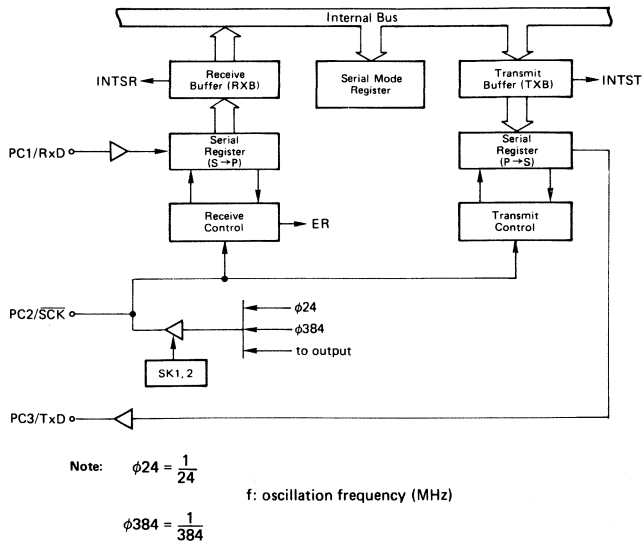 Internal Bus
INTSR
Receive
Buffer (RXB)
Serial Mode
Register
Transmit
Buffer (TXB)
INTST
PC1/RxD
Serial
Register
(S→P)
Serial
Register
(P→S)
Receive
Control
ER
Transmit
Control
PC2/S̅C̅K̅
ϕ24
ϕ384
to output
SK1, 2
PC3/TxD
Note: ϕ24 = 1/24
f: oscillation frequency (MHz)
ϕ384 = 1/384